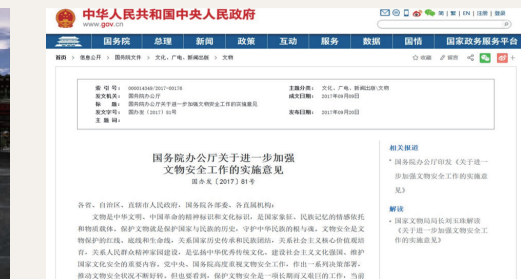 中华人民共和国中央人民政府
www.gov.cn
简 | 繁 | EN | 注册 | 登录
国务院 总理 新闻 政策 互动 服务 数据 国情 国家政务服务平台
首页 > 信息公开 > 国务院文件 > 文化、广电、新闻出版 > 文物
收藏 留言
索 引 号: 000014349/2017-00176 主题分类: 文化、广电、新闻出版\文物
发文机关: 国务院办公厅 成文日期: 2017年09月09日
标 题: 国务院办公厅关于进一步加强文物安全工作的实施意见
发文字号: 国办发〔2017〕81号 发布日期: 2017年09月20日
主 题 词:
国务院办公厅关于进一步加强
文物安全工作的实施意见
国办发〔2017〕81号
各省、自治区、直辖市人民政府,国务院各部委、各直属机构:
文物是中华文明、中国革命的精神标识和文化标识,是国家象征、民族记忆的情感依托
和物质载体。保护文物就是保护国家与民族的历史,守护中华民族的根与魂。文物安全是文
物保护的红线、底线和生命线,关系国家历史传承和民族团结,关系社会主义核心价值观培
育,关系人民群众精神家园建设,是弘扬中华优秀传统文化、建设社会主义文化强国、维护
国家文化安全的重要内容。党中央、国务院高度重视文物安全工作,作出一系列决策部署,
推动文物安全状况不断好转。但也要看到,保护文物安全是一项长期而又艰巨的工作,当前
相关报道
国务院办公厅印发《关于进一
步加强文物安全工作的实施意
见》
解读
国家文物局局长刘玉珠解读
《关于进一步加强文物安全工
作的实施意见》